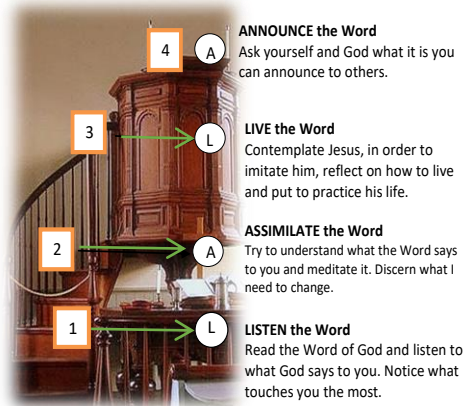 4
A
ANNOUNCE the Word
Ask yourself and God what it is you
can announce to others.
3
L
LIVE the Word
Contemplate Jesus, in order to
imitate him, reflect on how to live
and put to practice his life.
2
A
ASSIMILATE the Word
Try to understand what the Word says
to you and meditate it. Discern what I
need to change.
1
L
LISTEN the Word
Read the Word of God and listen to
what God says to you. Notice what
touches you the most.